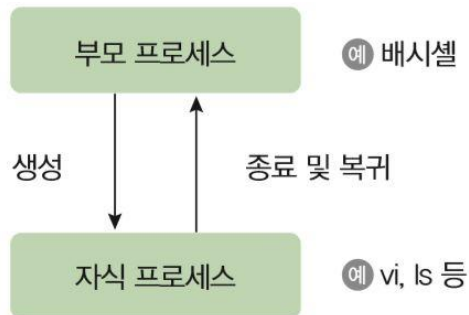 부모 프로세스
예 배시셸
생성
종료 및 복귀
자식 프로세스
예 vi, ls 등